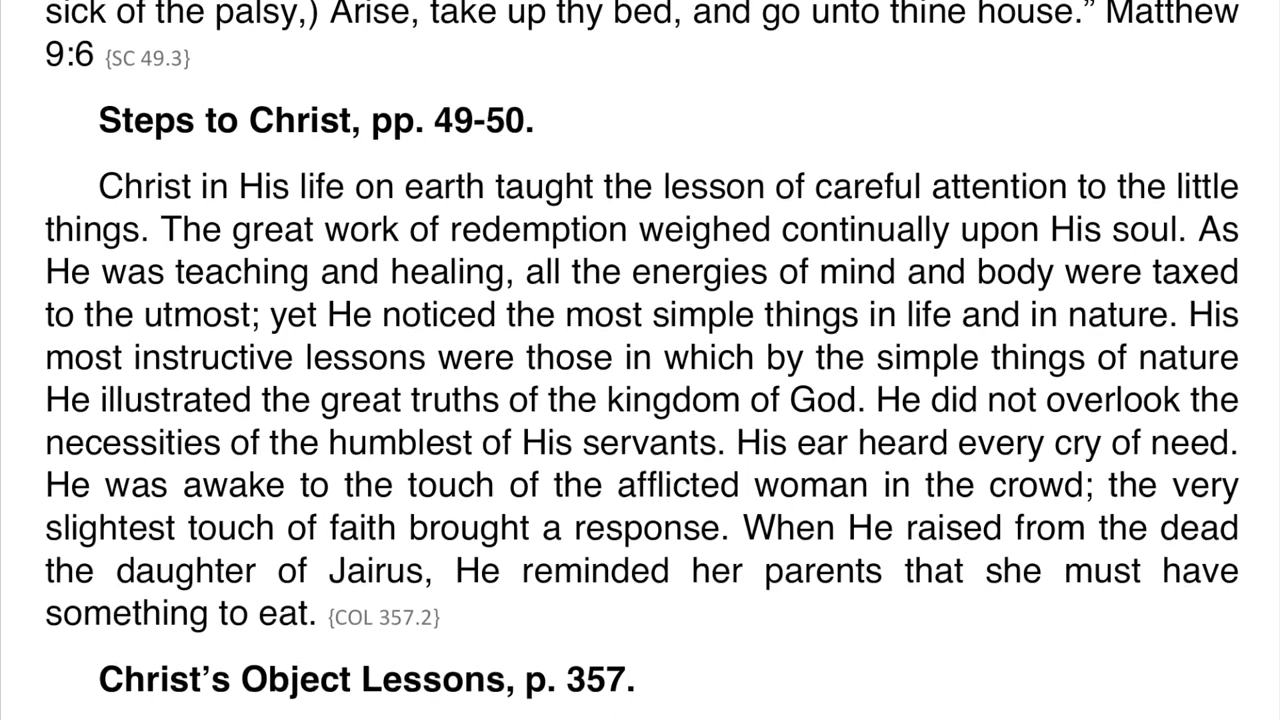 sick of the palsy,) Arise, take up thy bed, and go unto thine house.” Matthew
9:6 {SC 49.3}
Steps to Christ, pp. 49-50.
Christ in His life on earth taught the lesson of careful attention to the little
things. The great work of redemption weighed continually upon His soul. As
He was teaching and healing, all the energies of mind and body were taxed
to the utmost; yet He noticed the most simple things in life and in nature. His
most instructive lessons were those in which by the simple things of nature
He illustrated the great truths of the kingdom of God. He did not overlook the
necessities of the humblest of His servants. His ear heard every cry of need.
He was awake to the touch of the afflicted woman in the crowd; the very
slightest touch of faith brought a response. When He raised from the dead
the daughter of Jairus, He reminded her parents that she must have
something to eat. {COL 357.2}
Christ’s Object Lessons, p. 357.